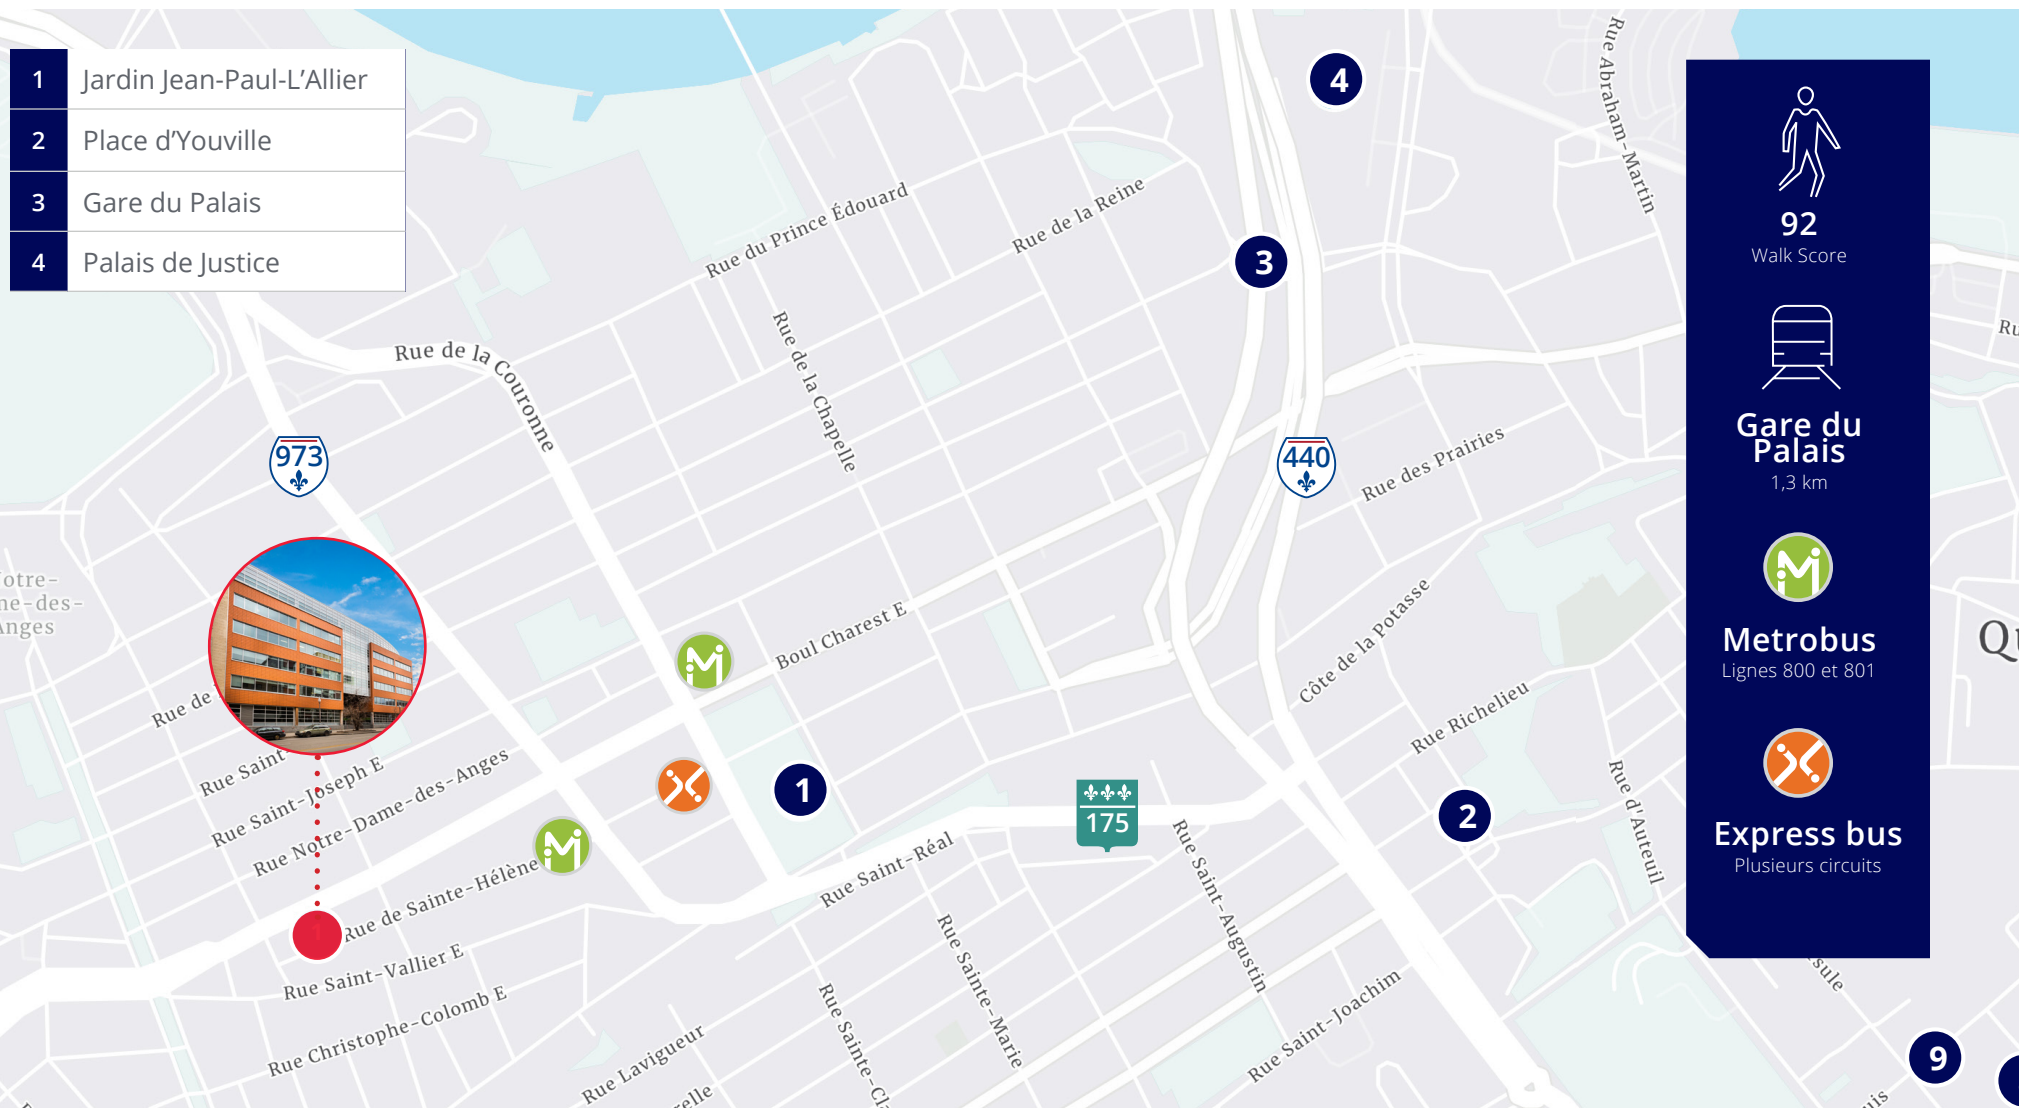 1 Jardin Jean-Paul-L'Allier
2 Place d'Youville
3 Gare du Palais
4 Palais de Justice
4
3
Rue Abraham-Martin
Rue du Prince Édouard
Rue de la Reine
Rue de la Couronne
Rue de la Chapelle
973
440
Rue des Prairies
Boul Charest E
Côte de la Potasse
Rue Richelieu
Rue de
Rue Saint-
Rue Saint-Joseph E
Rue Notre-Dame-des-Anges
Rue de Sainte-Hélène
1
1
175
2
Rue d'Auteuil
Rue Saint-Réal
Rue Saint-Augustin
Rue Saint-Vallier E
Rue Christophe-Colomb E
Rue Sainte-Marie
Rue Saint-Joachim
Rue Lavigueur
9
92
Walk Score
Gare du
Palais
1,3 km
Metrobus
Lignes 800 et 801
Express bus
Plusieurs circuits